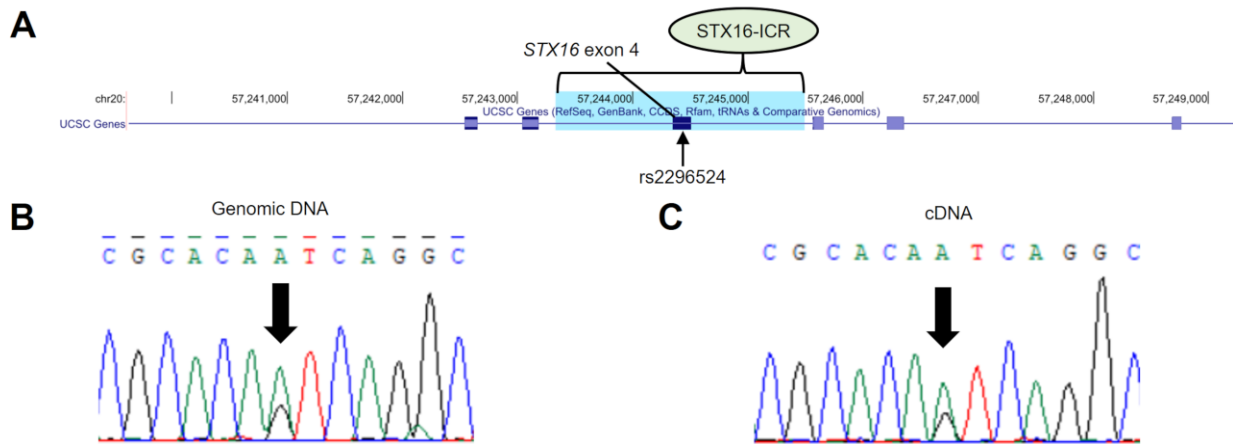 A
STX16-ICR
STX16 exon 4
chr20: 57,241,000 57,242,000 57,243,000 57,244,000 57,245,000 57,246,000 57,247,000 57,248,000 57,249,000
UCSC Genes (RefSeq, GenBank, CCDS, Rfam, tRNAs & Comparative Genomics)
UCSC Genes
rs2296524
B
Genomic DNA
C G C A C A A T C A G G C
C
cDNA
C G C A C A A T C A G G C